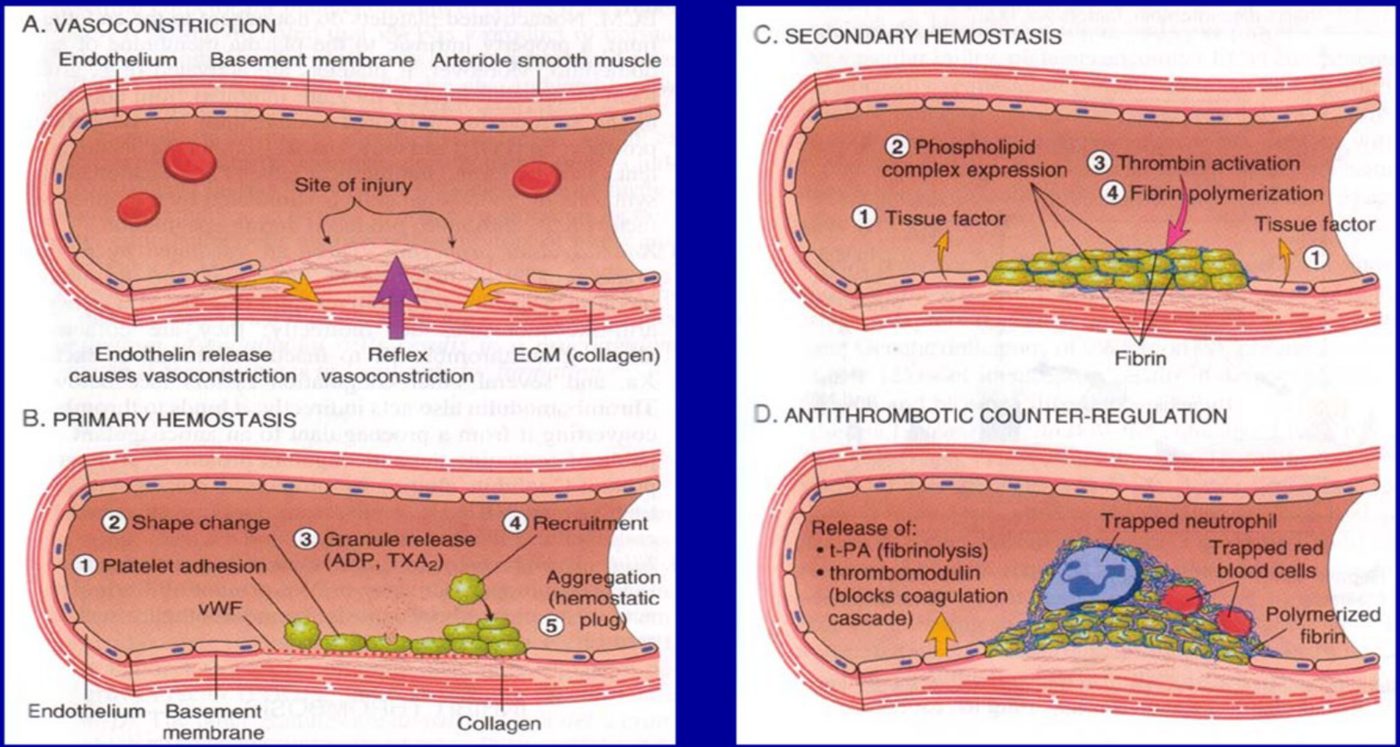 A. VASOCONSTRICTION
Endothelium
Basement membrane
Arteriole smooth muscle
Site of injury
Endothelin release
causes vasoconstriction
Reflex
vasoconstriction
ECM (collagen)
B. PRIMARY HEMOSTASIS
② Shape change
③ Granule release
(ADP, TXA₂)
④ Recruitment
① Platelet adhesion
vWF
Aggregation
(hemostatic
plug)
⑤
Endothelium
Basement
membrane
Collagen
C. SECONDARY HEMOSTASIS
② Phospholipid
complex expression
③ Thrombin activation
④ Fibrin polymerization
① Tissue factor
Tissue factor
①
Fibrin
D. ANTITHROMBOTIC COUNTER-REGULATION
Release of:
• t-PA (fibrinolysis)
• thrombomodulin
(blocks coagulation
cascade)
Trapped neutrophil
Trapped red
blood cells
Polymerized
fibrin